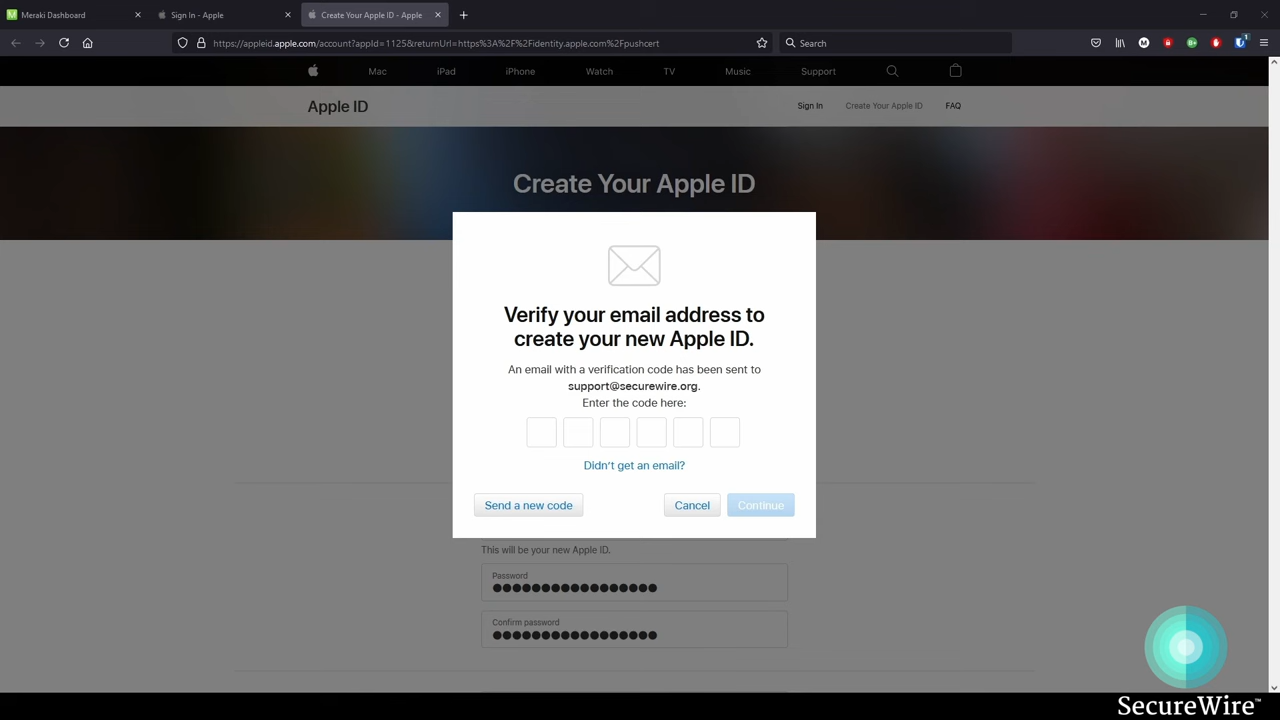 Meraki Dashboard
Sign In - Apple
Create Your Apple ID - Apple
https://appleid.apple.com/account?appId=1125&returnUrl=https%3A%2F%2Fidentity.apple.com%2Fpushcert
Search
1
Mac
iPad
iPhone
Watch
TV
Music
Support
Apple ID
Sign In
Create Your Apple ID
FAQ
Create Your Apple ID
Verify your email address to
create your new Apple ID.
An email with a verification code has been sent to
support@securewire.org.
Enter the code here:
Didn't get an email?
Send a new code
Cancel
Continue
This will be your new Apple ID.
Password
Confirm password
SecureWire™